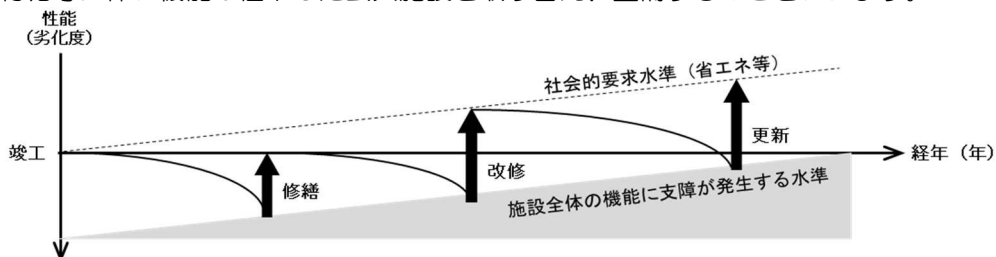 性能
(劣化度)
社会的要求水準(省エネ等)
竣工
修繕
改修
更新
経年(年)
施設全体の機能に支障が発生する水準